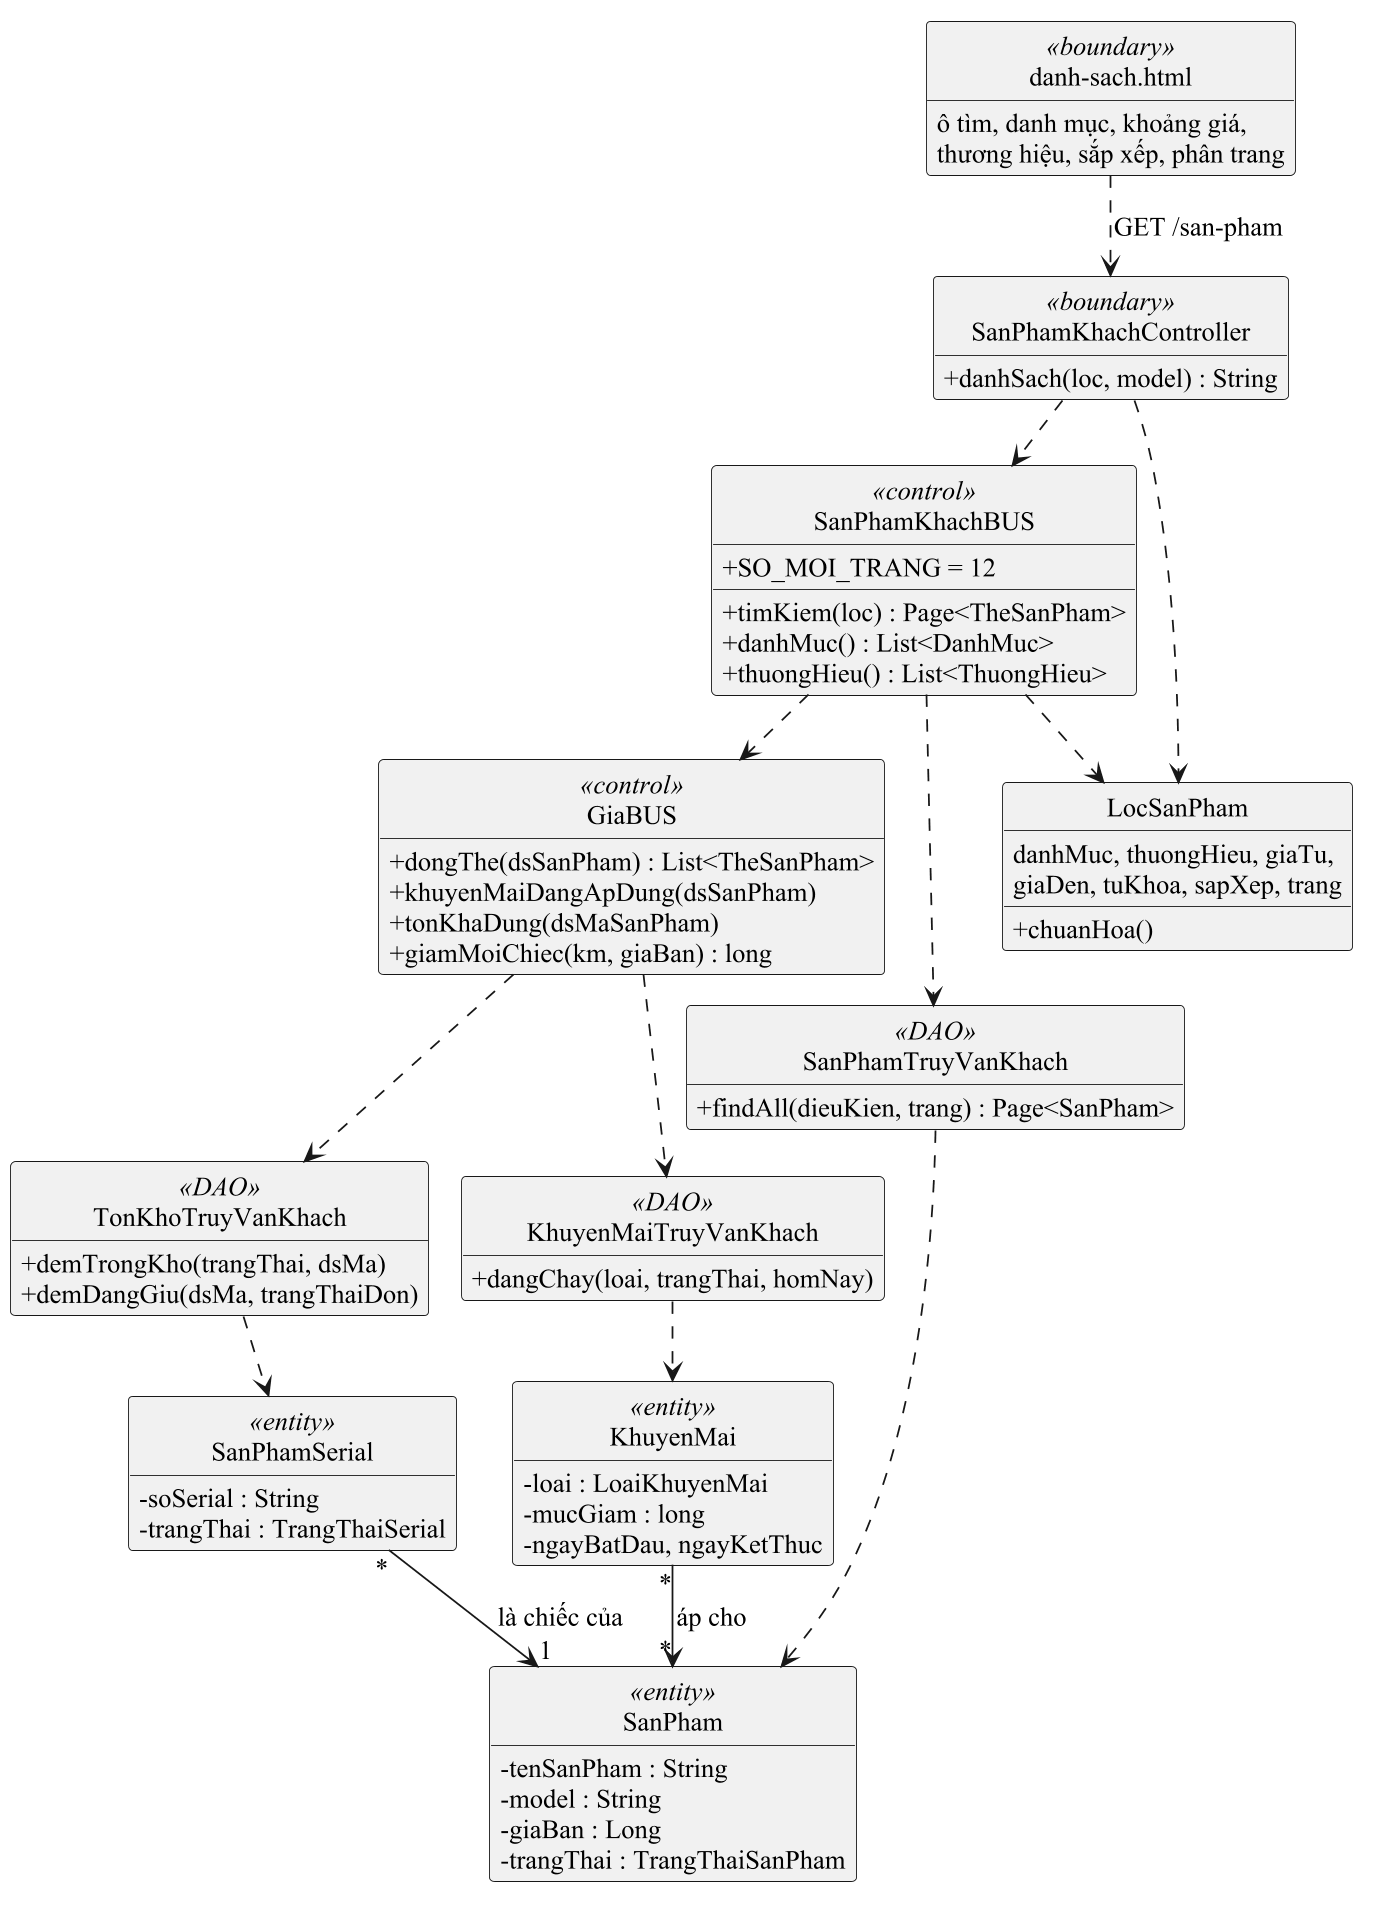 «boundary»
danh-sach.html
ô tìm, danh mục, khoảng giá,
thương hiệu, sắp xếp, phân trang
GET /san-pham
«boundary»
SanPhamKhachController
+danhSach(loc, model) : String
«control»
SanPhamKhachBUS
+SO_MOI_TRANG = 12
+timKiem(loc) : Page<TheSanPham>
+danhMuc() : List<DanhMuc>
+thuongHieu() : List<ThuongHieu>
«control»
GiaBUS
+dongThe(dsSanPham) : List<TheSanPham>
+khuyenMaiDangApDung(dsSanPham)
+tonKhaDung(dsMaSanPham)
+giamMoiChiec(km, giaBan) : long
LocSanPham
danhMuc, thuongHieu, giaTu,
giaDen, tuKhoa, sapXep, trang
+chuanHoa()
«DAO»
SanPhamTruyVanKhach
+findAll(dieuKien, trang) : Page<SanPham>
«DAO»
TonKhoTruyVanKhach
+demTrongKho(trangThai, dsMa)
+demDangGiu(dsMa, trangThaiDon)
«DAO»
KhuyenMaiTruyVanKhach
+dangChay(loai, trangThai, homNay)
«entity»
SanPhamSerial
-soSerial : String
-trangThai : TrangThaiSerial
«entity»
KhuyenMai
-loai : LoaiKhuyenMai
-mucGiam : long
-ngayBatDau, ngayKetThuc
*
là chiếc của
1
*
áp cho
*
«entity»
SanPham
-tenSanPham : String
-model : String
-giaBan : Long
-trangThai : TrangThaiSanPham